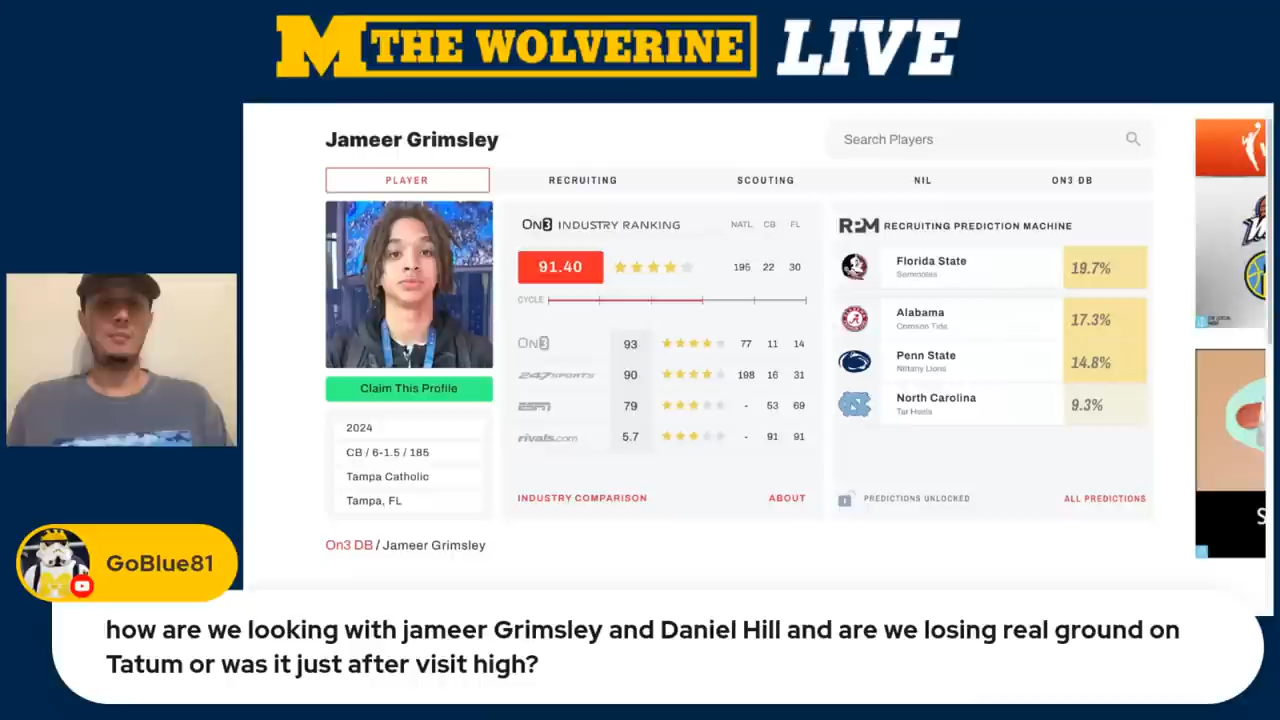 M THE WOLVERINE LIVE
Jameer Grimsley
Search Players
PLAYER
RECRUITING
SCOUTING
NIL
ON3 DB
On3 INDUSTRY RANKING NATL CB FL
91.40 195 22 30
CYCLE
On3 93 77 11 14
247SPORTS 90 198 16 31
ESPN 79 - 53 69
rivals.com 5.7 - 91 91
INDUSTRY COMPARISON ABOUT
RPM RECRUITING PREDICTION MACHINE
Florida State 19.7%
Seminoles
Alabama 17.3%
Crimson Tide
Penn State 14.8%
Nittany Lions
North Carolina 9.3%
Tar Heels
PREDICTIONS UNLOCKED ALL PREDICTIONS
Claim This Profile
2024
CB / 6-1.5 / 185
Tampa Catholic
Tampa, FL
On3 DB / Jameer Grimsley
GoBlue81
how are we looking with jameer Grimsley and Daniel Hill and are we losing real ground on
Tatum or was it just after visit high?